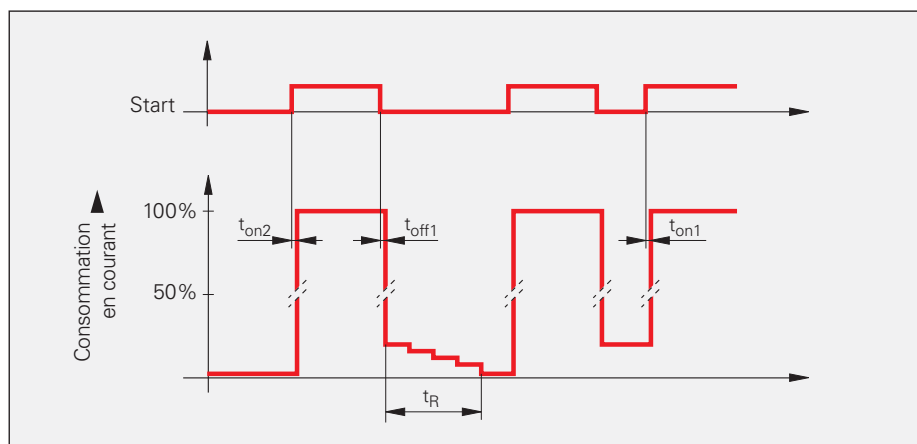 Start
Consommation
en courant
100%
50%
ton2
toff1
ton1
tR